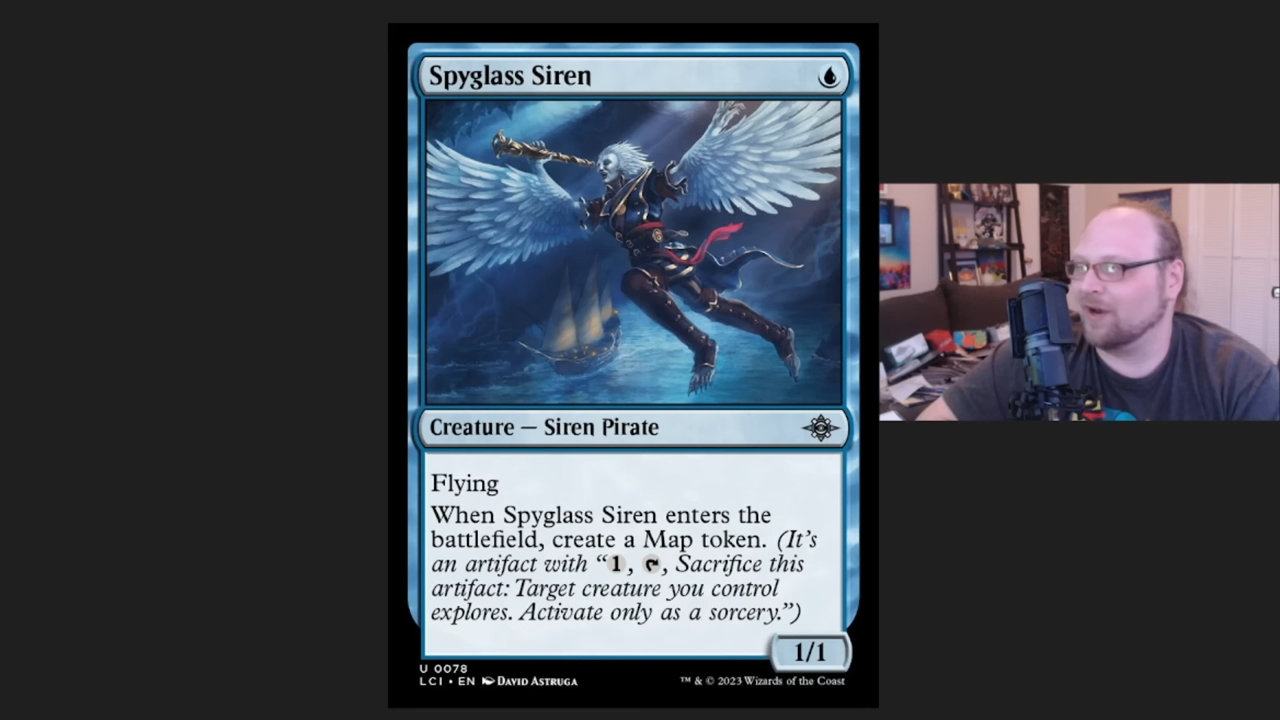 Spyglass Siren
Creature — Siren Pirate
Flying
When Spyglass Siren enters the
battlefield, create a Map token. (It's
an artifact with “1, , Sacrifice this
artifact: Target creature you control
explores. Activate only as a sorcery.”)
1/1
U 0078
LCI • EN DAVID ASTRUGA
™ & © 2023 Wizards of the Coast